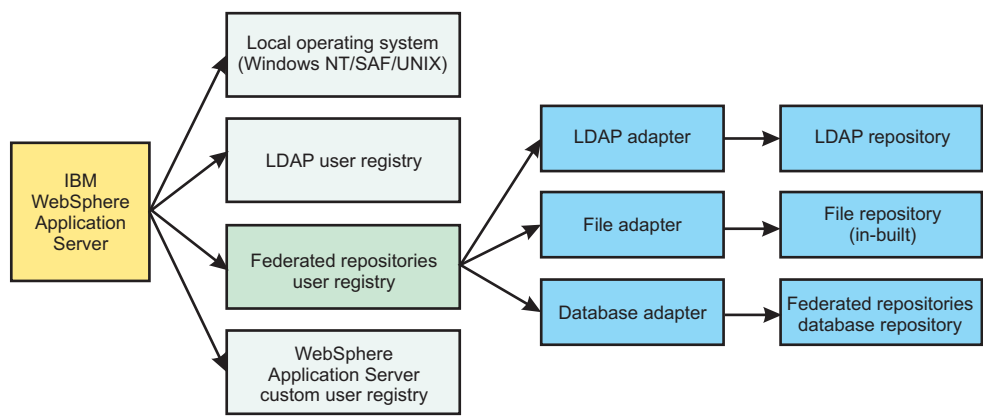 IBM
WebSphere
Application
Server
Local operating system
(Windows NT/SAF/UNIX)
LDAP user registry
Federated repositories
user registry
WebSphere
Application Server
custom user registry
LDAP adapter
File adapter
Database adapter
LDAP repository
File repository
(in-built)
Federated repositories
database repository